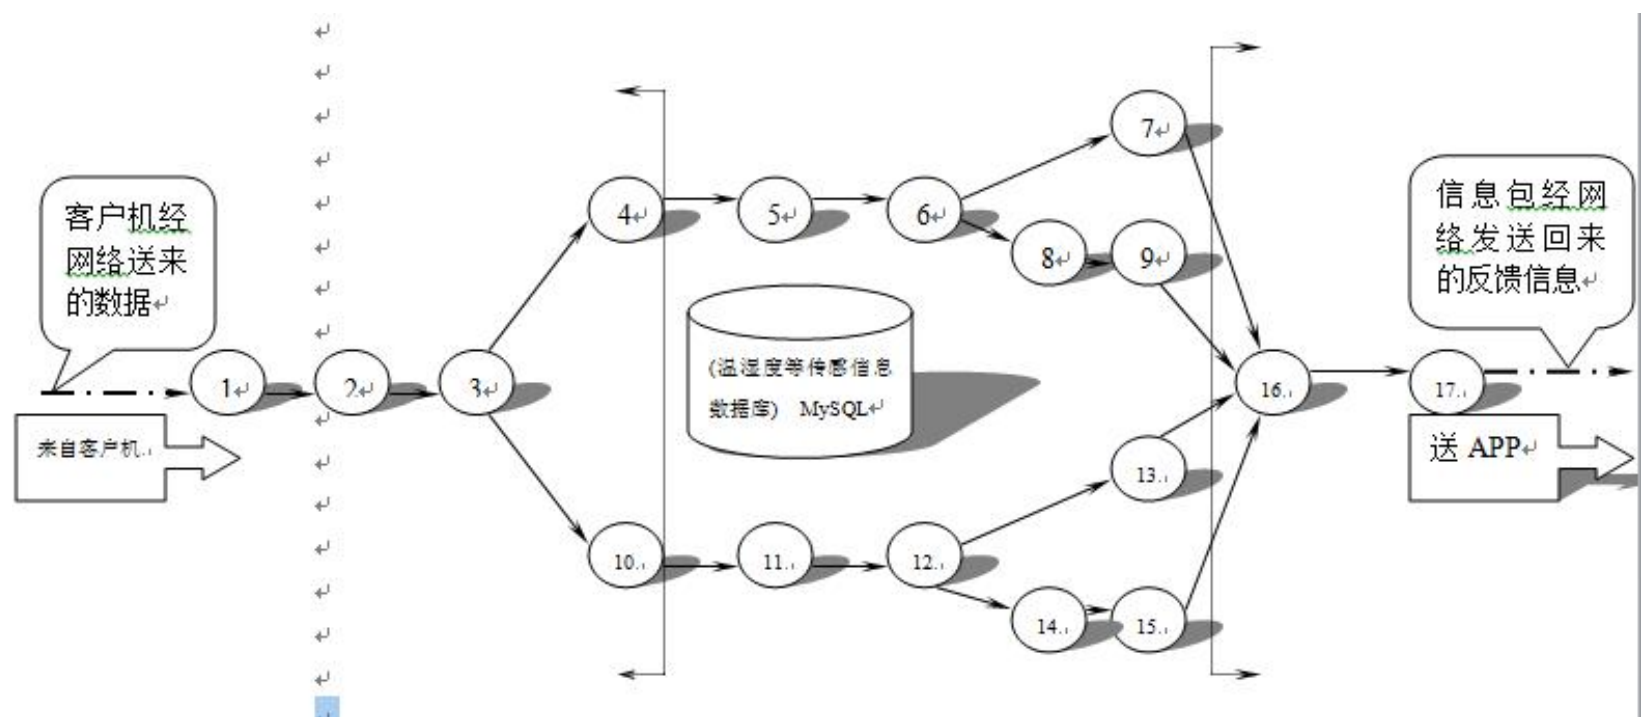 客户机经
网络送来
的数据
来自客户机.
1
2
3
4
5
6
7
8
9
(温湿度等传感信息
数据库) MySQL
10.
11.
12.
13.
14.
15.
16.
17.
信息包经网
络发送回来
的反馈信息
送 APP